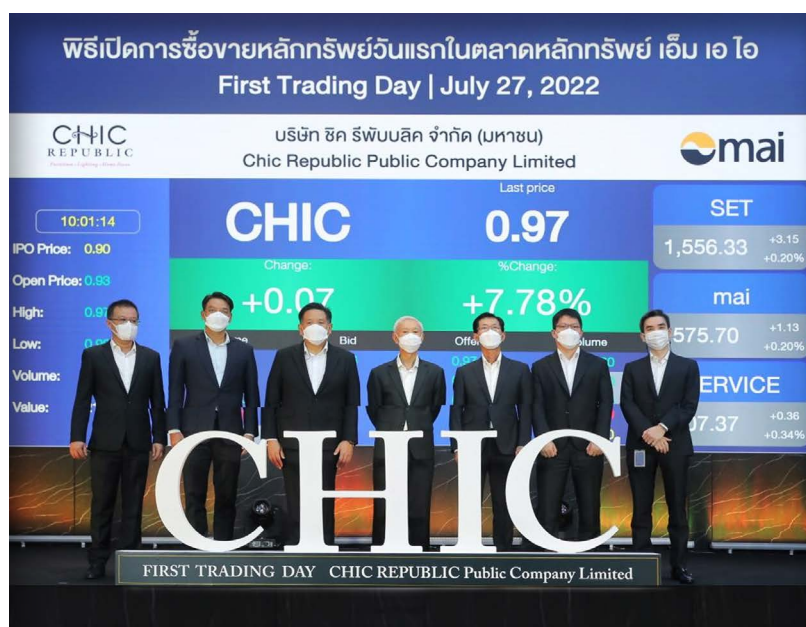 พิธีเปิดการซื้อขายหลักทรัพย์วันแรกในตลาดหลักทรัพย์ เอ็ม เอ ไอ
First Trading Day | July 27, 2022
CHIC
REPUBLIC
บริษัท ชิค รีพับบลิค จำกัด (มหาชน)
Chic Republic Public Company Limited
mai
10:01:14
IPO Price: 0.90
Open Price: 0.93
High: 0.97
Low:
Volume:
Value:
CHIC
Last price
0.97
Change:
+0.07
%Change:
+7.78%
Bid
SET
1,556.33
+3.15
+0.20%
mai
575.70
+1.13
+0.20%
ERVICE
07.37
+0.36
+0.34%
CHIC
FIRST TRADING DAY CHIC REPUBLIC Public Company Limited